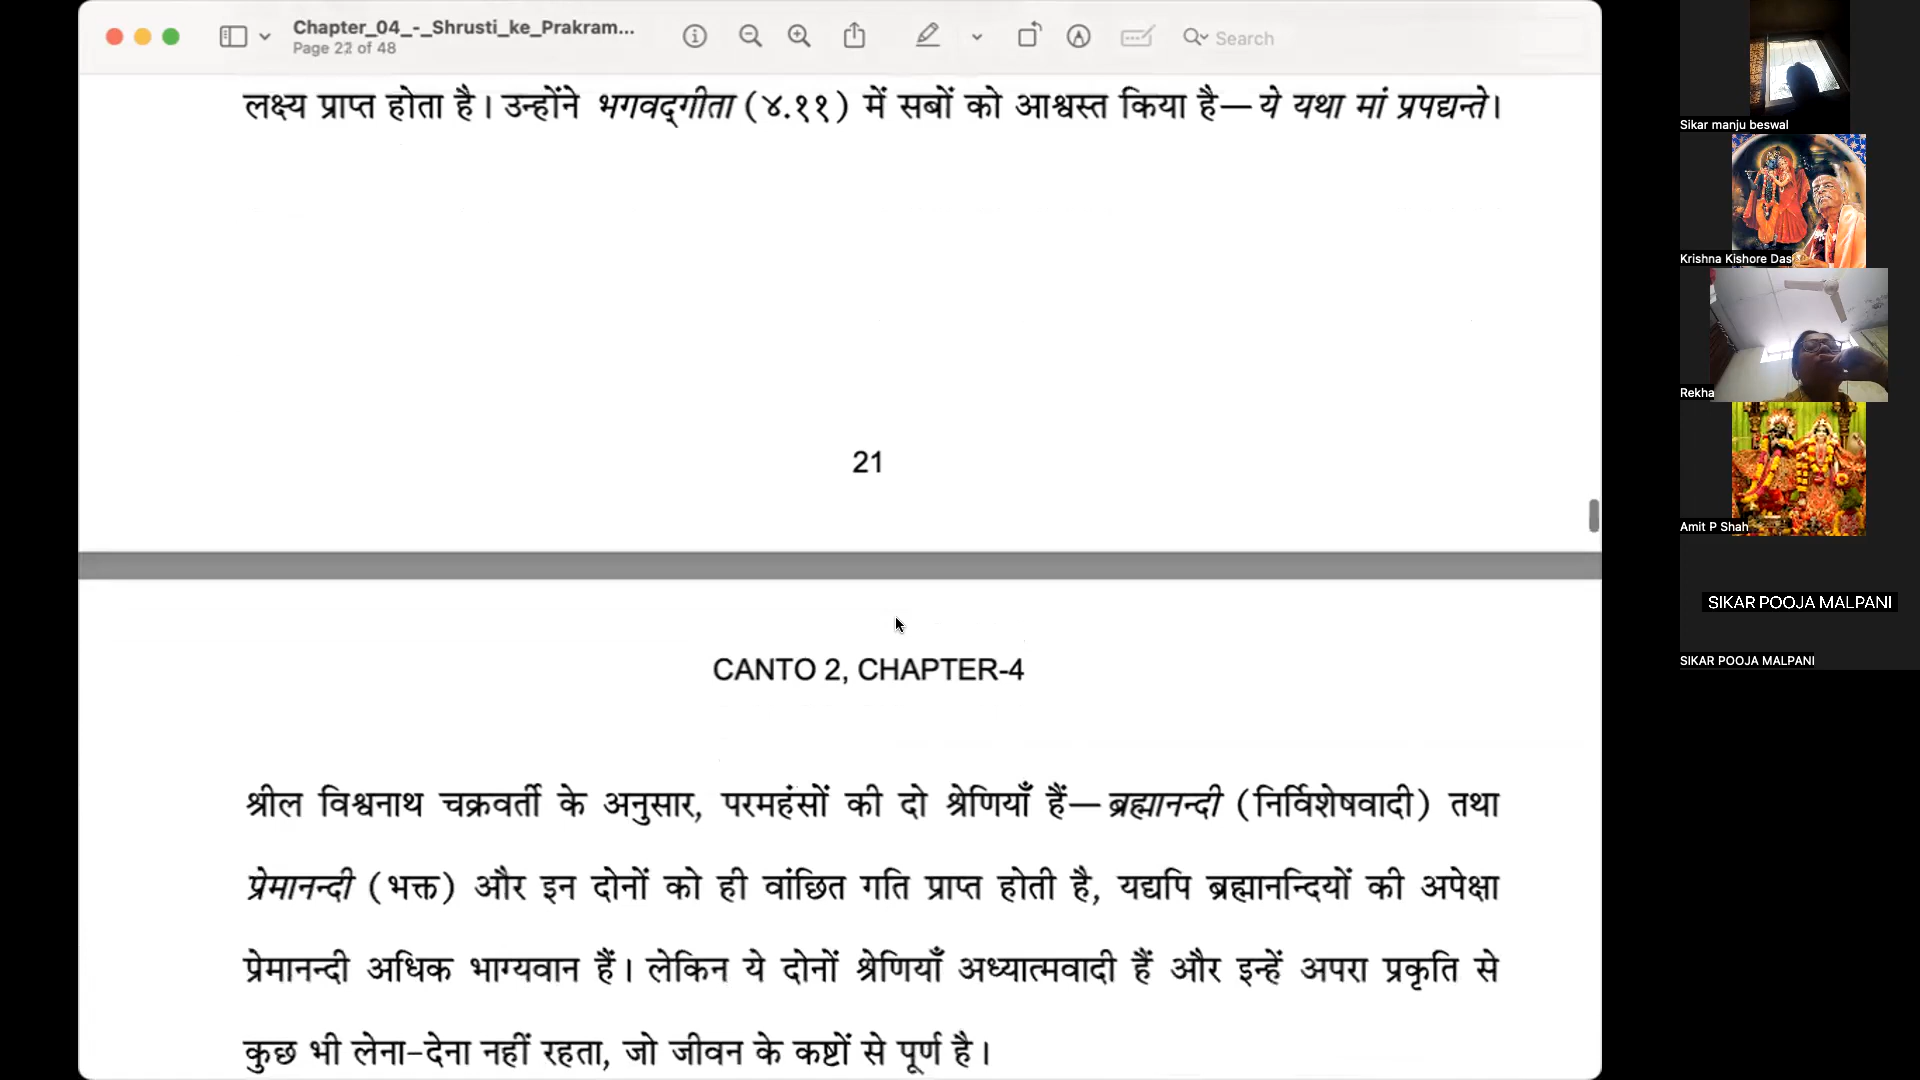 Chapter_04_-_Shrusti_ke_Prakram...
Page 22 of 48
Search
लक्ष्य प्राप्त होता है। उन्होंने भगवद्‌गीता (४.११) में सबों को आश्वस्त किया है—ये यथा मां प्रपद्यन्ते।
21
CANTO 2, CHAPTER-4
श्रील विश्वनाथ चक्रवर्ती के अनुसार, परमहंसों की दो श्रेणियाँ हैं—ब्रह्मानन्दी (निर्विशेषवादी) तथा
प्रेमानन्दी (भक्त) और इन दोनों को ही वांछित गति प्राप्त होती है, यद्यपि ब्रह्मानन्दियों की अपेक्षा
प्रेमानन्दी अधिक भाग्यवान हैं। लेकिन ये दोनों श्रेणियाँ अध्यात्मवादी हैं और इन्हें अपरा प्रकृति से
कुछ भी लेना-देना नहीं रहता, जो जीवन के कष्टों से पूर्ण है।
Sikar manju beswal
Krishna Kishore Das
Rekha
Amit P Shah
SIKAR POOJA MALPANI
SIKAR POOJA MALPANI